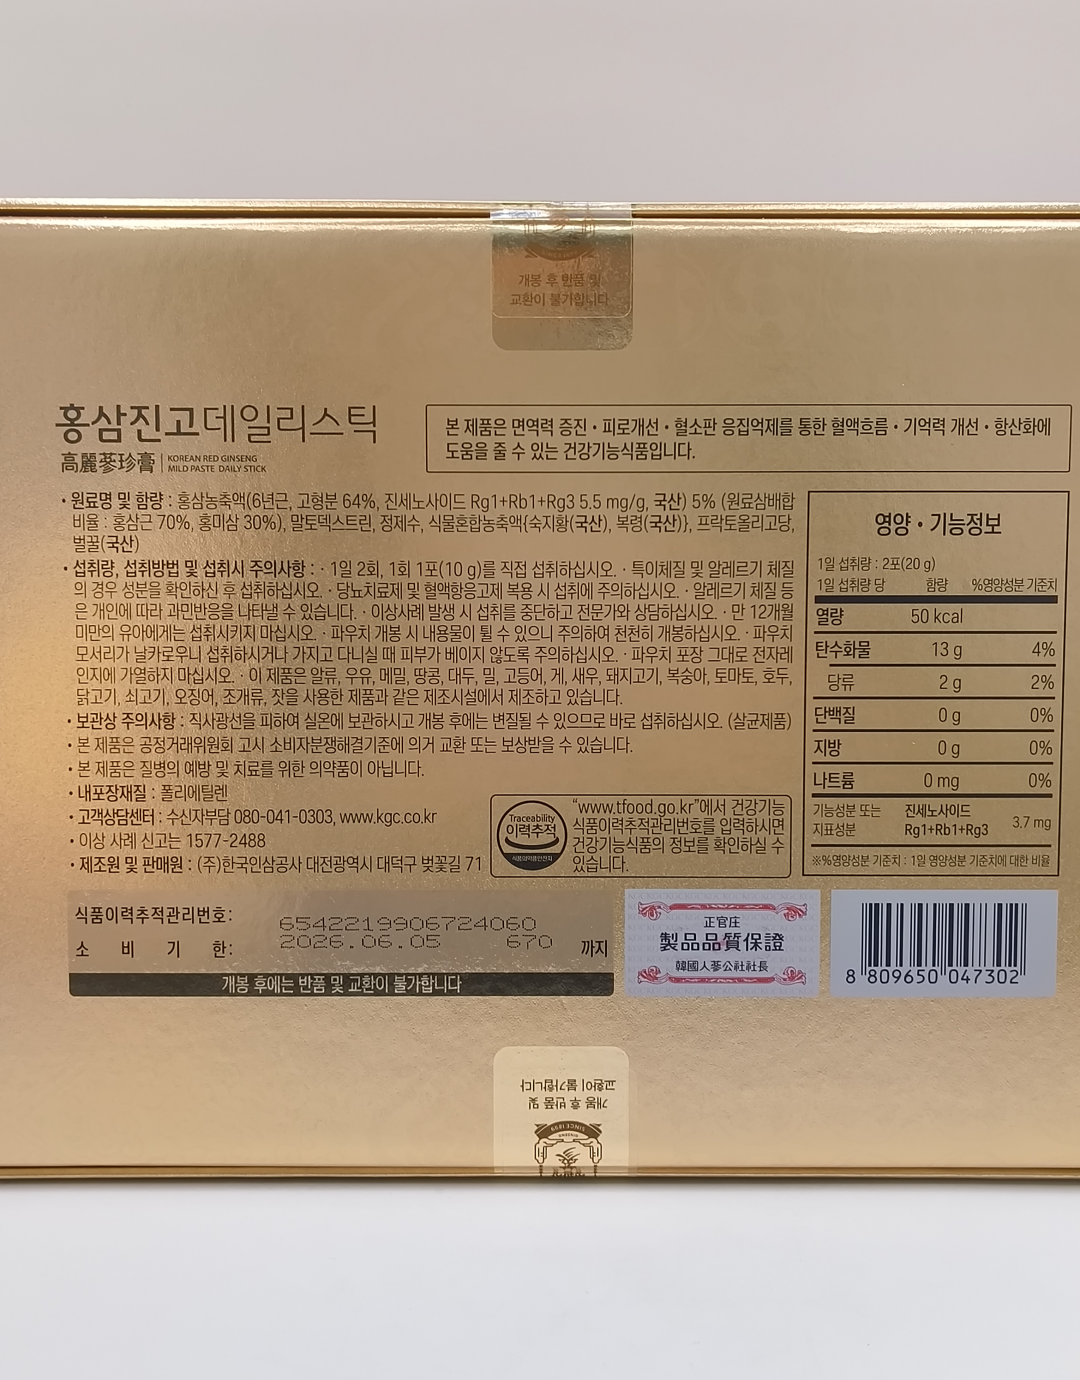 개봉 후 반품 및
교환이 불가합니다
홍삼진고데일리스틱
高麗蔘珍膏 KOREAN RED GINSENG
MILD PASTE DAILY STICK
본 제품은 면역력 증진 • 피로개선 • 혈소판 응집억제를 통한 혈액흐름 • 기억력 개선 • 항산화에
도움을 줄 수 있는 건강기능식품입니다.
• 원료명 및 함량 : 홍삼농축액(6년근, 고형분 64%, 진세노사이드 Rg1+Rb1+Rg3 5.5 mg/g, 국산) 5% (원료삼배합
비율 : 홍삼근 70%, 홍미삼 30%), 말토덱스트린, 정제수, 식물혼합농축액{숙지황(국산), 복령(국산)}, 프락토올리고당,
벌꿀(국산)
• 섭취량, 섭취방법 및 섭취시 주의사항 : · 1일 2회, 1회 1포(10 g)를 직접 섭취하십시오. · 특이체질 및 알레르기 체질
의 경우 성분을 확인하신 후 섭취하십시오. · 당뇨치료제 및 혈액항응고제 복용 시 섭취에 주의하십시오. · 알레르기 체질 등
은 개인에 따라 과민반응을 나타낼 수 있습니다. · 이상사례 발생 시 섭취를 중단하고 전문가와 상담하십시오. · 만 12개월
미만의 유아에게는 섭취시키지 마십시오. · 파우치 개봉 시 내용물이 튈 수 있으니 주의하여 천천히 개봉하십시오. · 파우치
모서리가 날카로우니 섭취하시거나 가지고 다니실 때 피부가 베이지 않도록 주의하십시오. · 파우치 포장 그대로 전자레
인지에 가열하지 마십시오. · 이 제품은 알류, 우유, 메밀, 땅콩, 대두, 밀, 고등어, 게, 새우, 돼지고기, 복숭아, 토마토, 호두,
닭고기, 쇠고기, 오징어, 조개류, 잣을 사용한 제품과 같은 제조시설에서 제조하고 있습니다.
• 보관상 주의사항 : 직사광선을 피하여 실온에 보관하시고 개봉 후에는 변질될 수 있으므로 바로 섭취하십시오. (살균제품)
• 본 제품은 공정거래위원회 고시 소비자분쟁해결기준에 의거 교환 또는 보상받을 수 있습니다.
• 본 제품은 질병의 예방 및 치료를 위한 의약품이 아닙니다.
• 내포장재질 : 폴리에틸렌
• 고객상담센터 : 수신자부담 080-041-0303, www.kgc.co.kr
• 이상 사례 신고는 1577-2488
• 제조원 및 판매원 : (주)한국인삼공사 대전광역시 대덕구 벚꽃길 71
Traceability
이력추적
식품의약품안전처
"www.tfood.go.kr"에서 건강기능
식품이력추적관리번호를 입력하시면
건강기능식품의 정보를 확인하실 수
있습니다.
영양 • 기능정보
1일 섭취량 : 2포(20 g)
1일 섭취량 당 함량 %영양성분 기준치
열량 50 kcal
탄수화물 13 g 4%
당류 2 g 2%
단백질 0 g 0%
지방 0 g 0%
나트륨 0 mg 0%
기능성분 또는 지표성분 진세노사이드 Rg1+Rb1+Rg3 3.7 mg
※%영양성분 기준치 : 1일 영양성분 기준치에 대한 비율
식품이력추적관리번호: 6542219906724060
소 비 기 한: 2026.06.05 670 까지
개봉 후에는 반품 및 교환이 불가합니다
正官庄
製品品質保證
韓國人蔘公社社長
8 809650 047302
개봉 후 반품 및
교환이 불가합니다
SINCE 1899